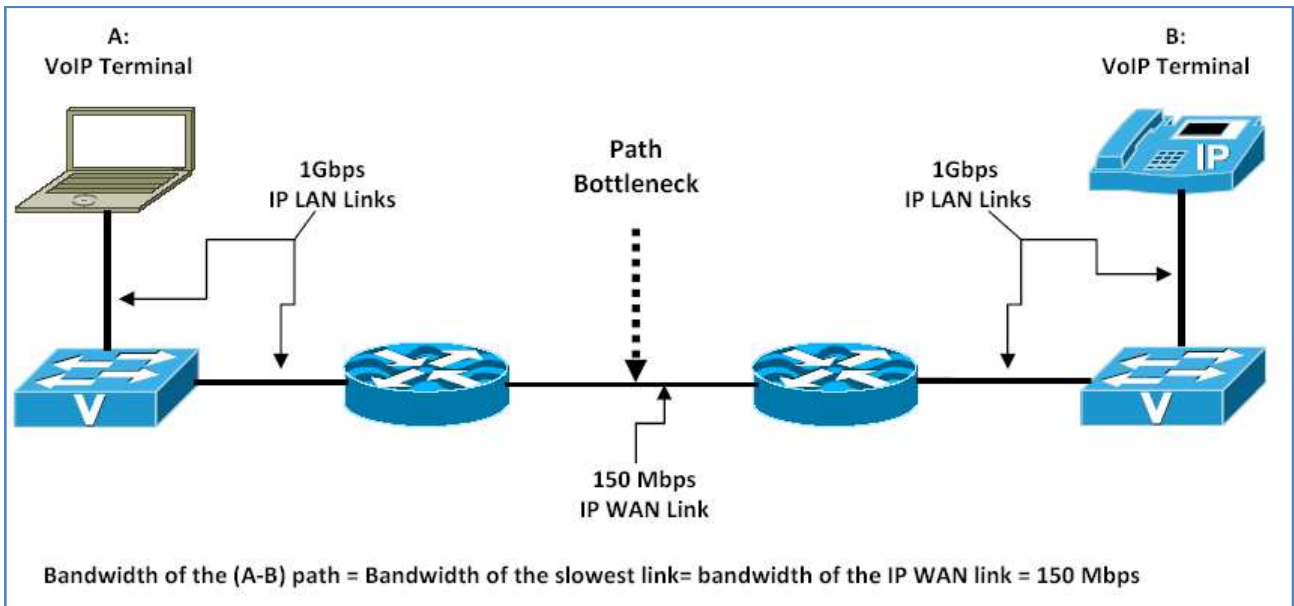 A:
VoIP Terminal
B:
VoIP Terminal
1Gbps
IP LAN Links
Path
Bottleneck
1Gbps
IP LAN Links
IP
V
V
150 Mbps
IP WAN Link
Bandwidth of the (A-B) path = Bandwidth of the slowest link= bandwidth of the IP WAN link = 150 Mbps